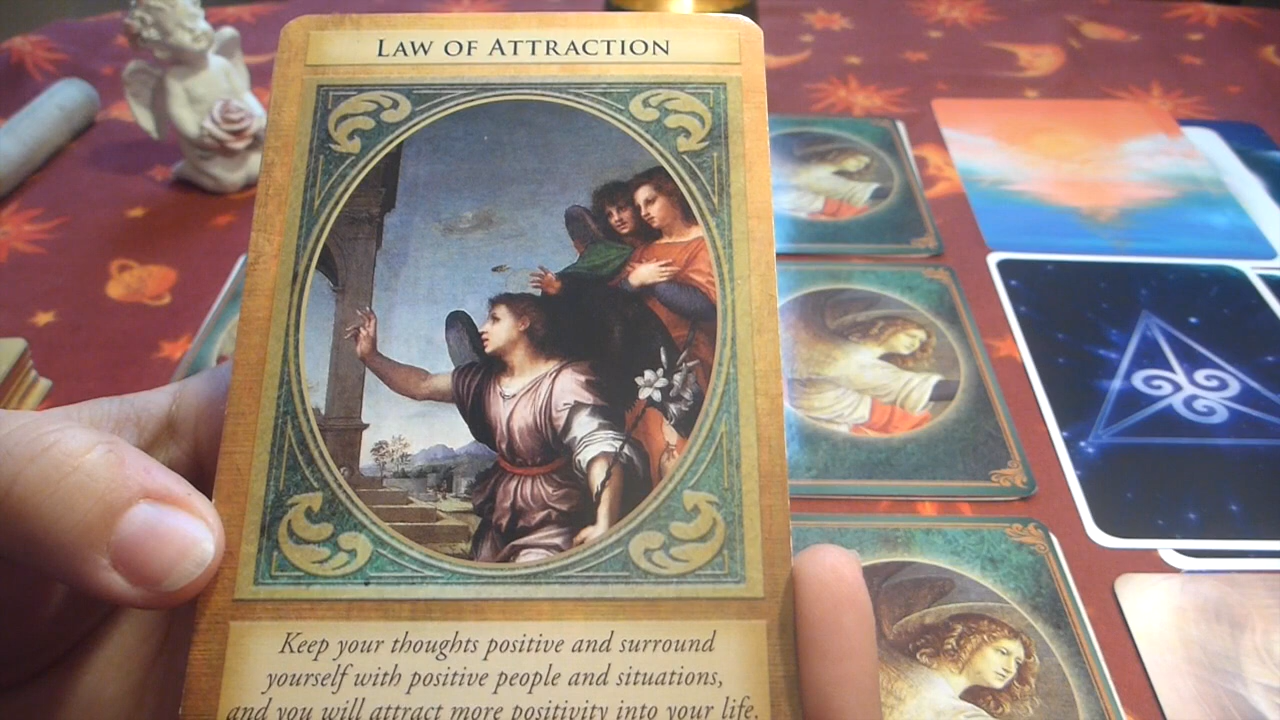 LAW OF ATTRACTION
Keep your thoughts positive and surround
yourself with positive people and situations,
and you will attract more positivity into your life.